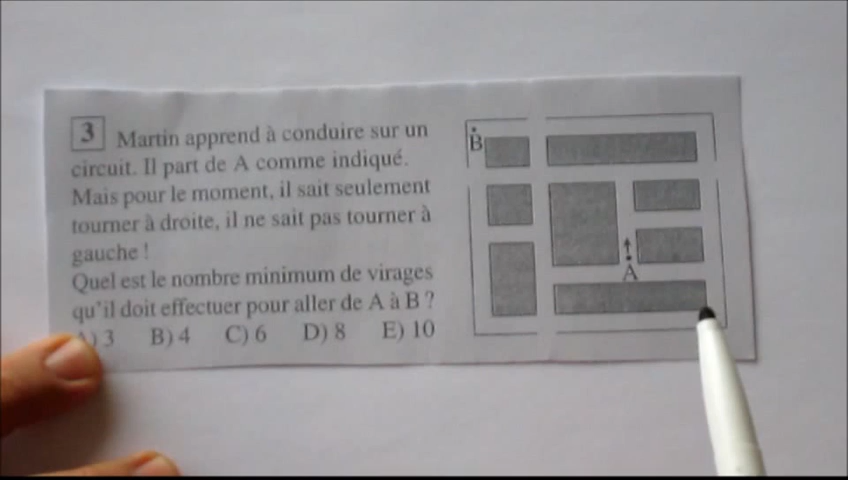 3 Martin apprend à conduire sur un
circuit. Il part de A comme indiqué.
Mais pour le moment, il sait seulement
tourner à droite, il ne sait pas tourner à
gauche !
Quel est le nombre minimum de virages
qu'il doit effectuer pour aller de A à B ?
A) 3 B) 4 C) 6 D) 8 E) 10
B
A